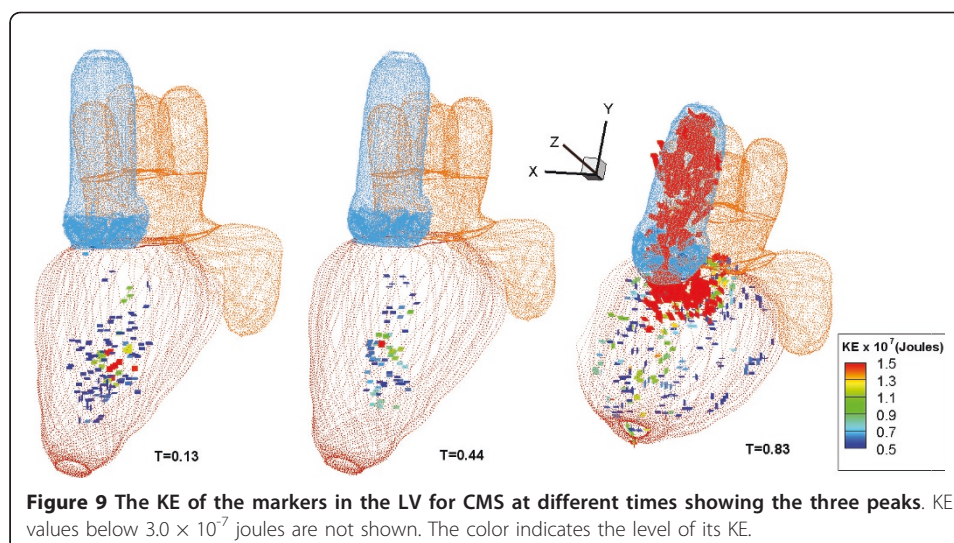 Y
Z
X
KE x 10⁷(Joules)
1.5
1.3
1.1
0.9
0.7
0.5
T=0.13
T=0.44
T=0.83
Figure 9 The KE of the markers in the LV for CMS at different times showing the three peaks. KE
values below 3.0 × 10⁻⁷ joules are not shown. The color indicates the level of its KE.